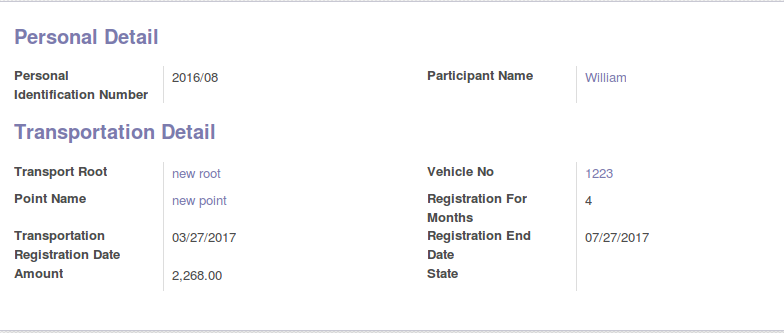 Personal Detail
Personal 2016/08 Participant Name William
Identification Number
Transportation Detail
Transport Root new root Vehicle No 1223
Point Name new point Registration For 4
Months
Transportation 03/27/2017 Registration End 07/27/2017
Registration Date Date
Amount 2,268.00 State